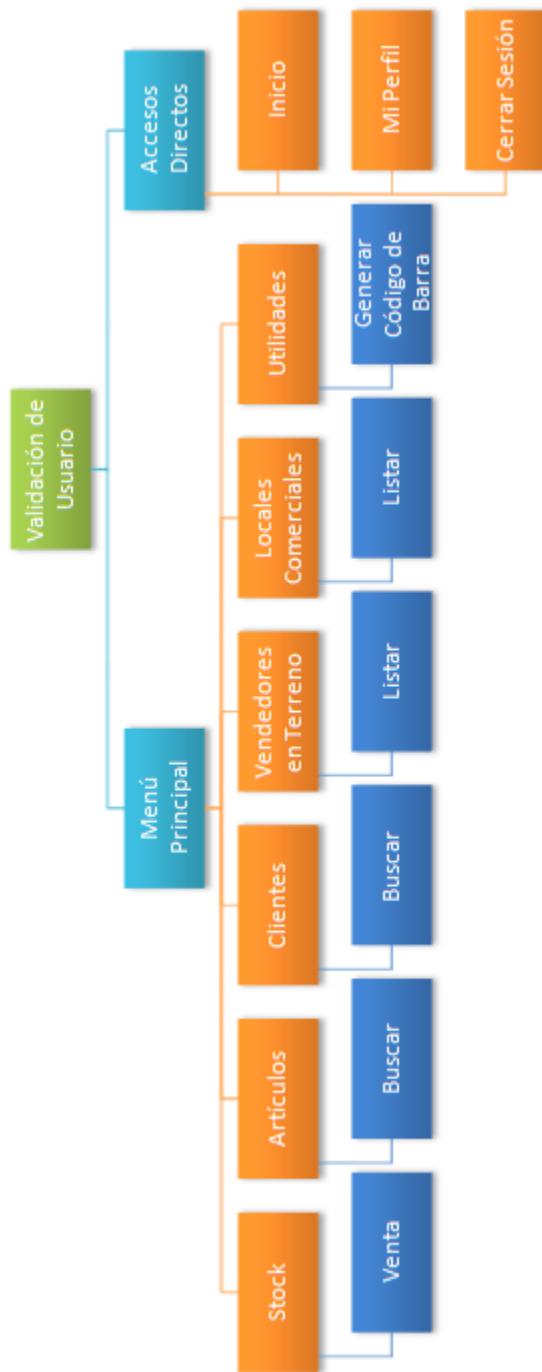 Validación de
Usuario
Menú
Principal
Accesos
Directos
Stock
Artículos
Clientes
Vendedores
en Terreno
Locales
Comerciales
Utilidades
Inicio
Venta
Buscar
Buscar
Listar
Listar
Generar
Código de
Barra
Mi Perfil
Cerrar Sesión